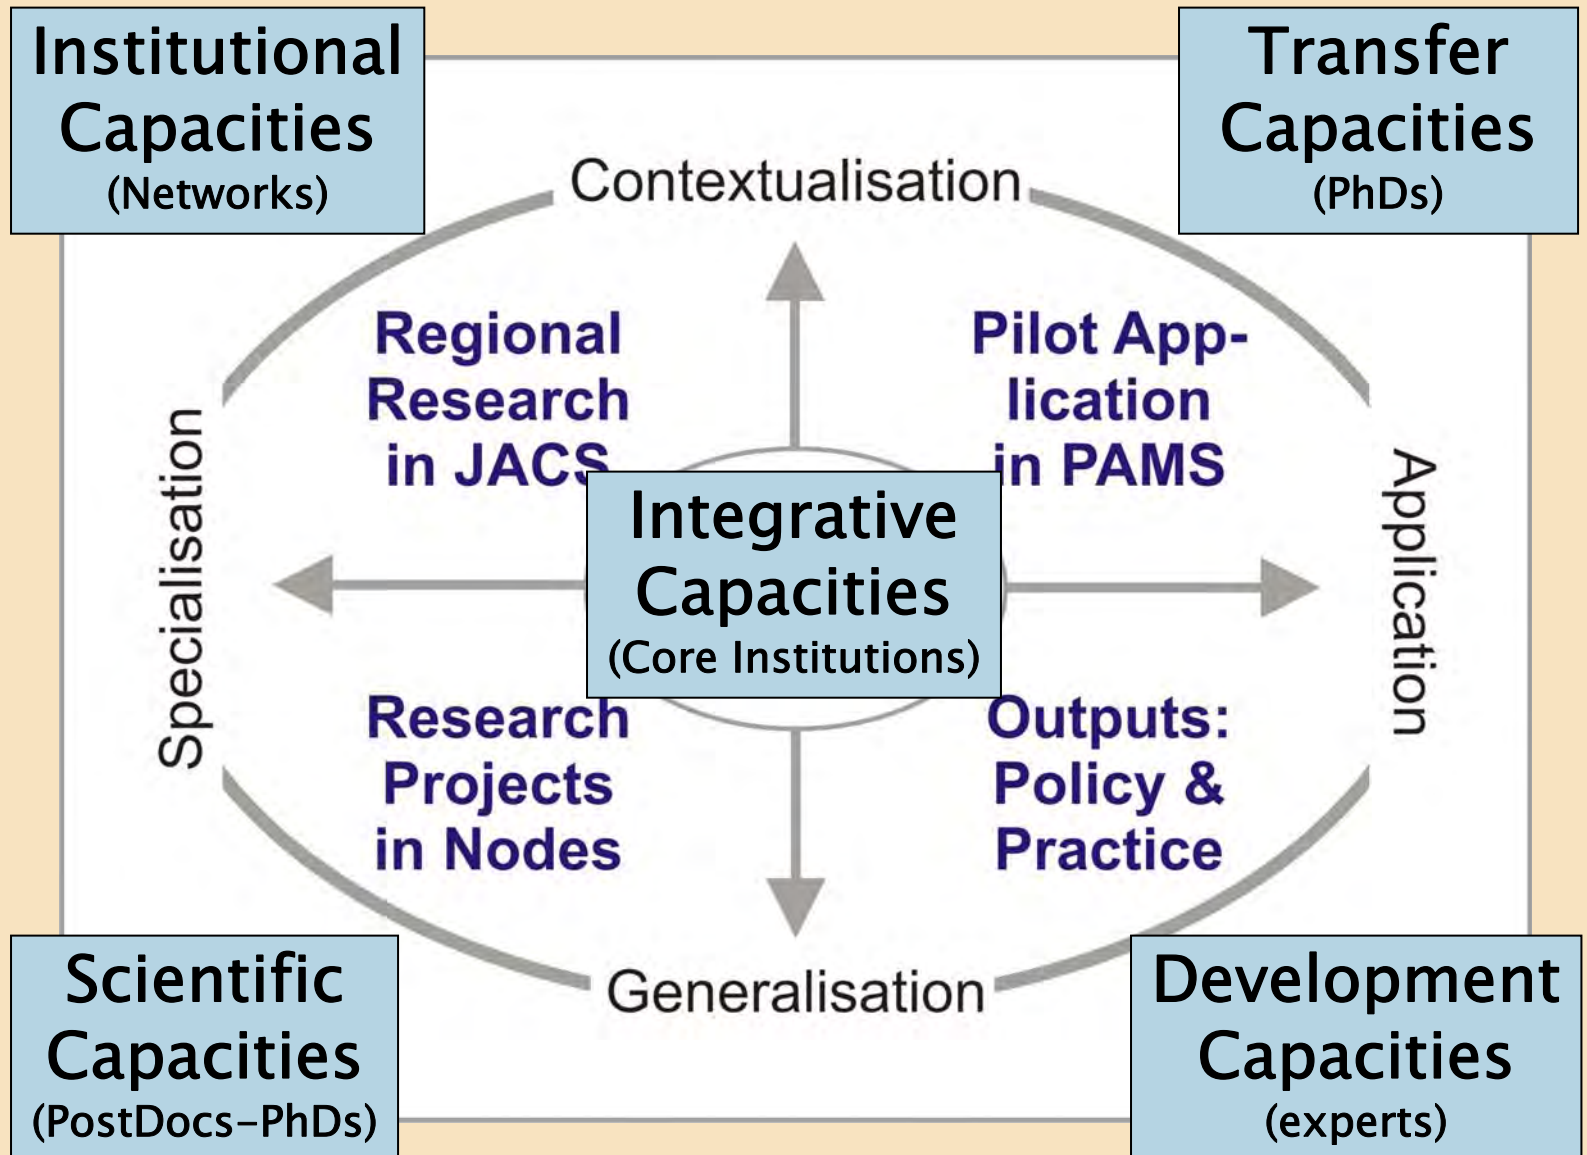 Institutional
Capacities
(Networks)
Transfer
Capacities
(PhDs)
Contextualisation
Regional
Research
in JACS
Pilot App-
lication
in PAMS
Specialisation
Integrative
Capacities
(Core Institutions)
Application
Research
Projects
in Nodes
Outputs:
Policy &
Practice
Generalisation
Scientific
Capacities
(PostDocs-PhDs)
Development
Capacities
(experts)